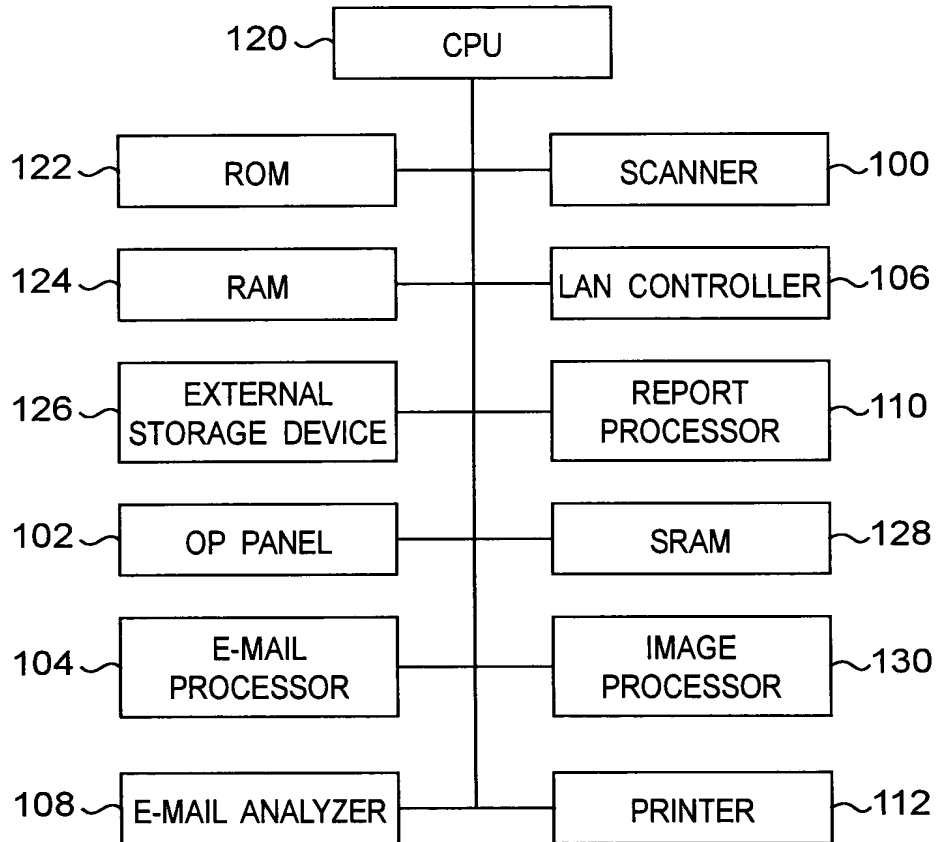 120 CPU
122 ROM SCANNER 100
124 RAM LAN CONTROLLER 106
126 EXTERNAL STORAGE DEVICE REPORT PROCESSOR 110
102 OP PANEL SRAM 128
104 E-MAIL PROCESSOR IMAGE PROCESSOR 130
108 E-MAIL ANALYZER PRINTER 112